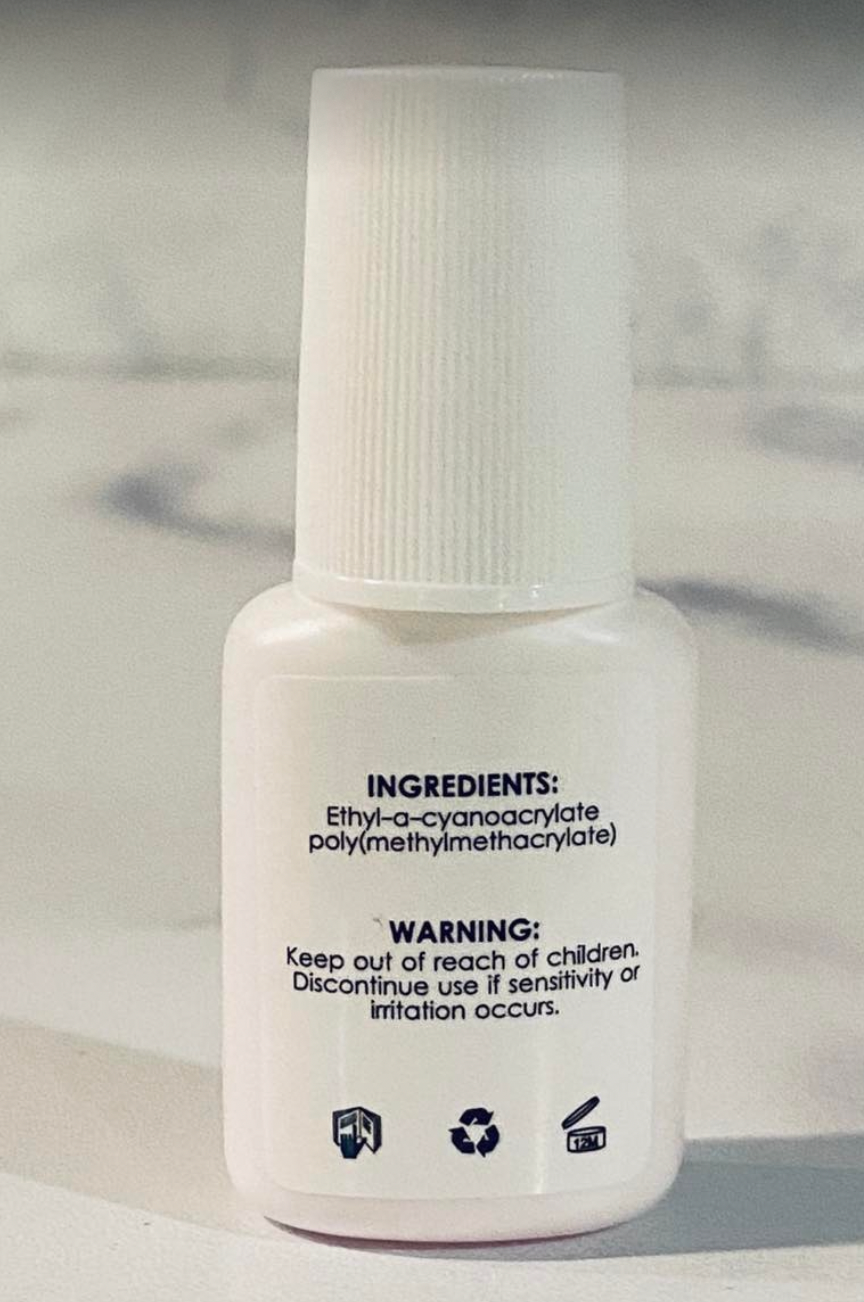 INGREDIENTS:
Ethyl-a-cyanoacrylate
poly(methylmethacrylate)
WARNING:
Keep out of reach of children.
Discontinue use if sensitivity or
irritation occurs.
12M